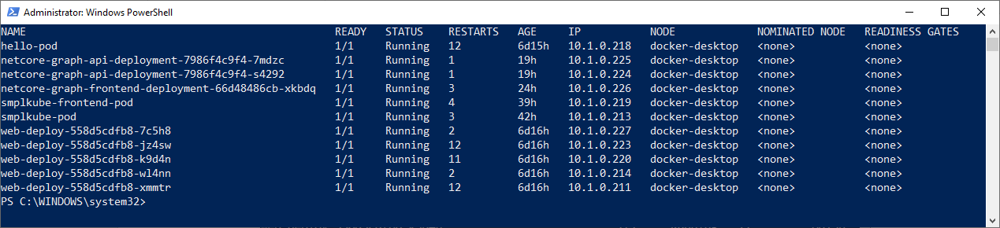 Administrator: Windows PowerShell
NAME READY STATUS RESTARTS AGE IP NODE NOMINATED NODE READINESS GATES
hello-pod 1/1 Running 12 6d15h 10.1.0.218 docker-desktop <none> <none>
netcore-graph-api-deployment-7986f4c9f4-7mdzc 1/1 Running 1 19h 10.1.0.225 docker-desktop <none> <none>
netcore-graph-api-deployment-7986f4c9f4-s4292 1/1 Running 1 19h 10.1.0.224 docker-desktop <none> <none>
netcore-graph-frontend-deployment-66d48486cb-xkbdq 1/1 Running 3 24h 10.1.0.226 docker-desktop <none> <none>
smplkube-frontend-pod 1/1 Running 4 39h 10.1.0.219 docker-desktop <none> <none>
smplkube-pod 1/1 Running 3 42h 10.1.0.213 docker-desktop <none> <none>
web-deploy-558d5cdfb8-7c5h8 1/1 Running 2 6d16h 10.1.0.227 docker-desktop <none> <none>
web-deploy-558d5cdfb8-jz4sw 1/1 Running 12 6d16h 10.1.0.223 docker-desktop <none> <none>
web-deploy-558d5cdfb8-k9d4n 1/1 Running 11 6d16h 10.1.0.220 docker-desktop <none> <none>
web-deploy-558d5cdfb8-wl4nn 1/1 Running 2 6d16h 10.1.0.214 docker-desktop <none> <none>
web-deploy-558d5cdfb8-xmmtr 1/1 Running 12 6d16h 10.1.0.211 docker-desktop <none> <none>
PS C:\WINDOWS\system32>